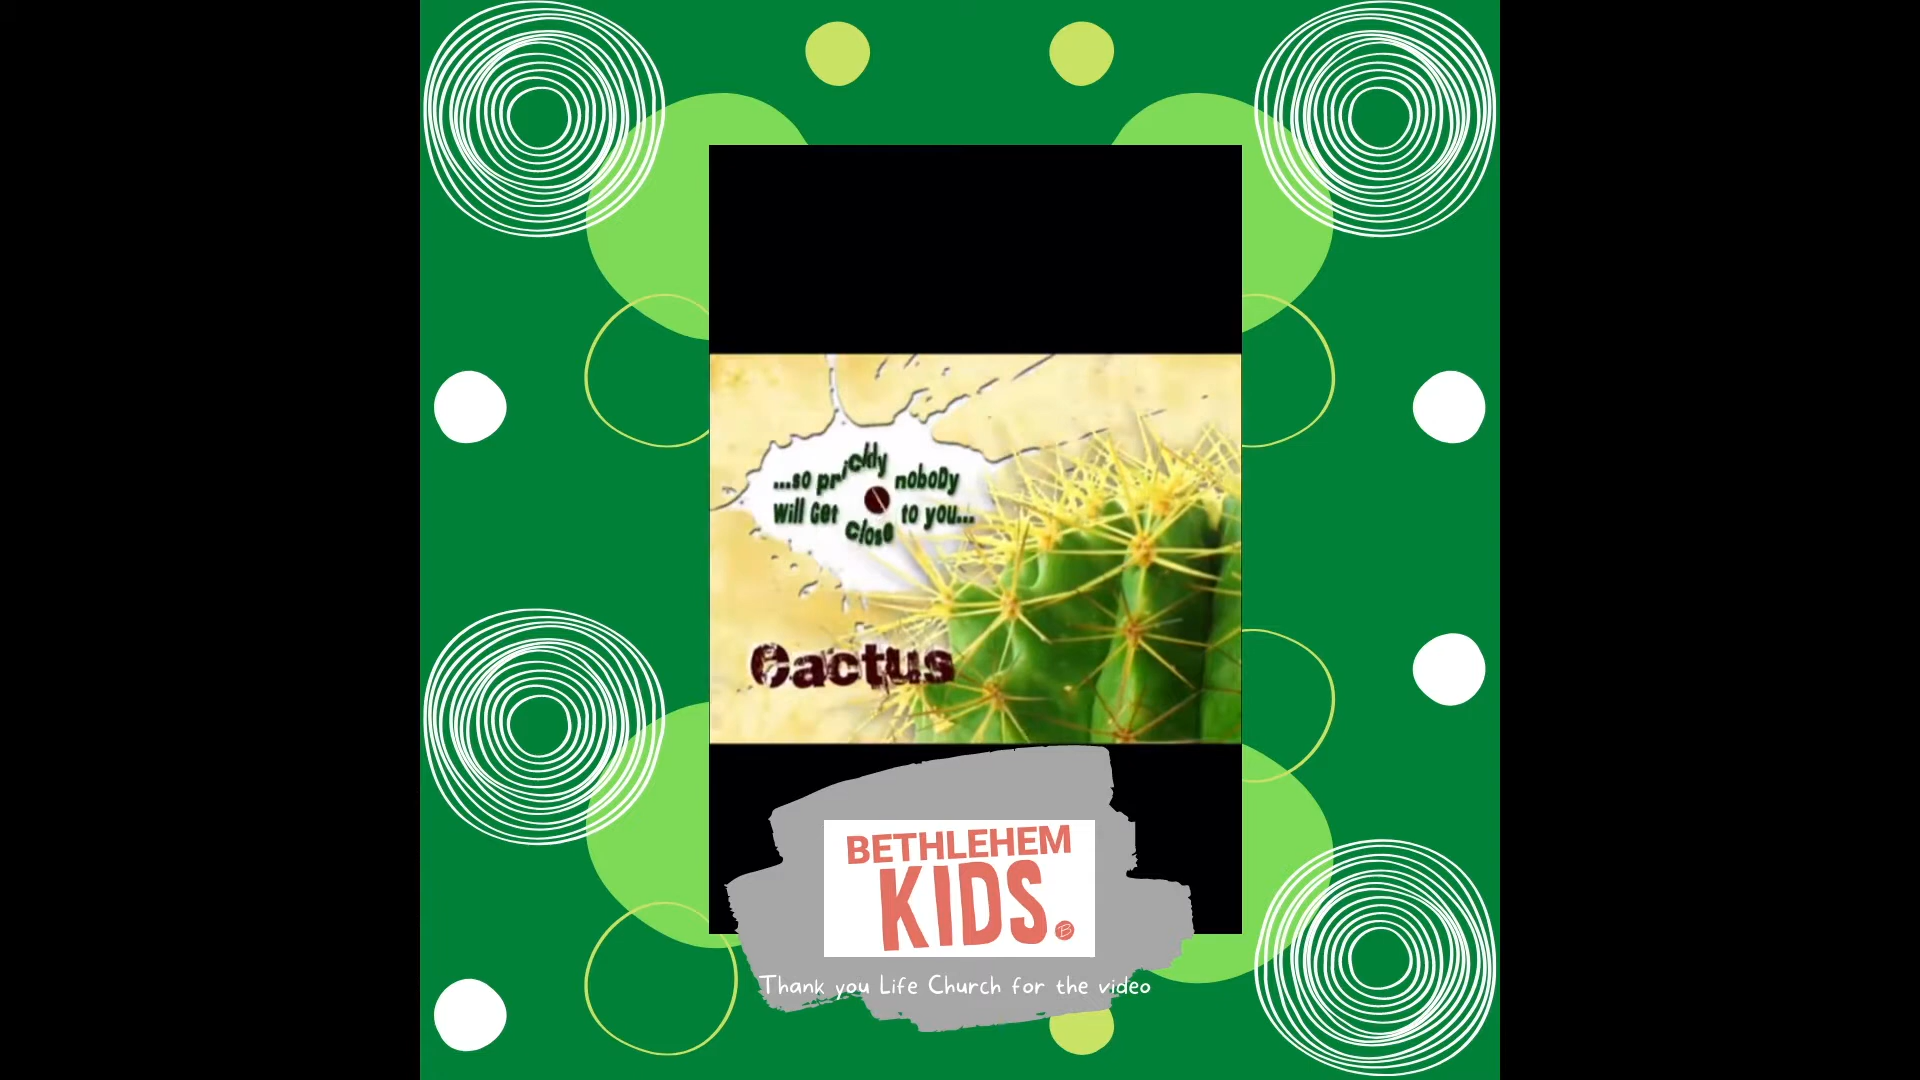 ...so prickly nobody
will Get close to you...
Cactus
BETHLEHEM
KIDS.
B
Thank you Life Church for the video